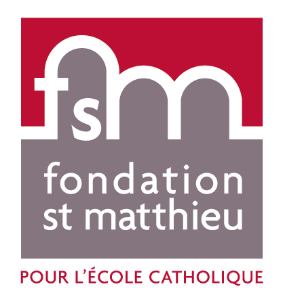 fsm
fondation
st matthieu
POUR L'ÉCOLE CATHOLIQUE